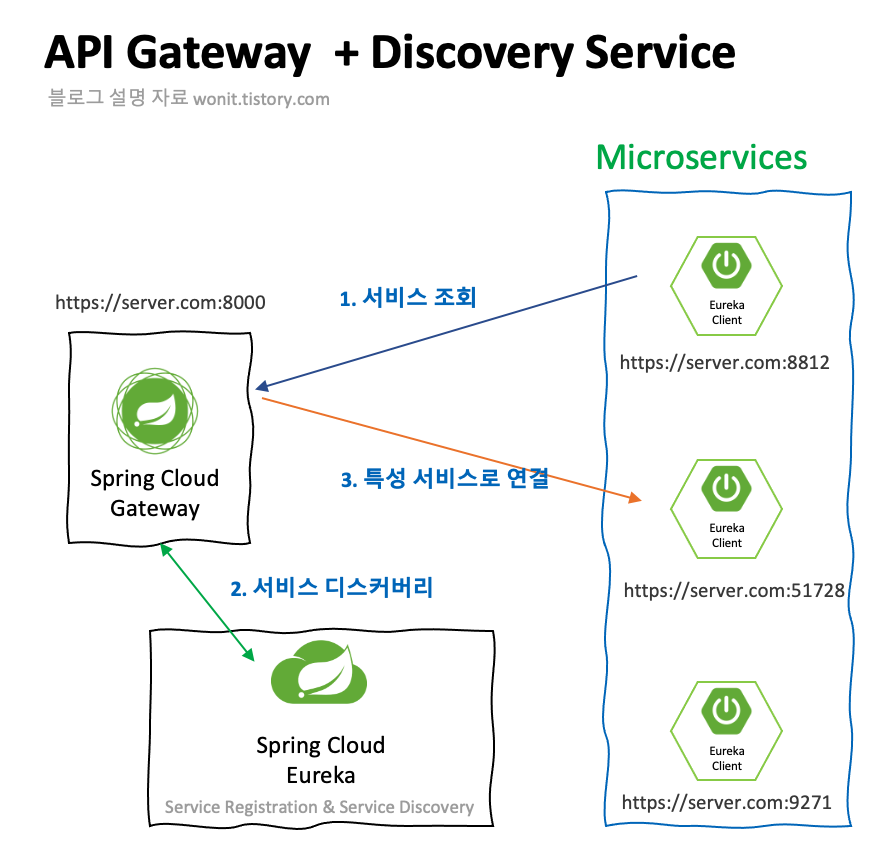 API Gateway + Discovery Service
블로그 설명 자료 wonit.tistory.com
Microservices
Eureka
Client
https://server.com:8812
1. 서비스 조회
https://server.com:8000
Spring Cloud
Gateway
3. 특성 서비스로 연결
Eureka
Client
https://server.com:51728
2. 서비스 디스커버리
Spring Cloud
Eureka
Service Registration & Service Discovery
Eureka
Client
https://server.com:9271